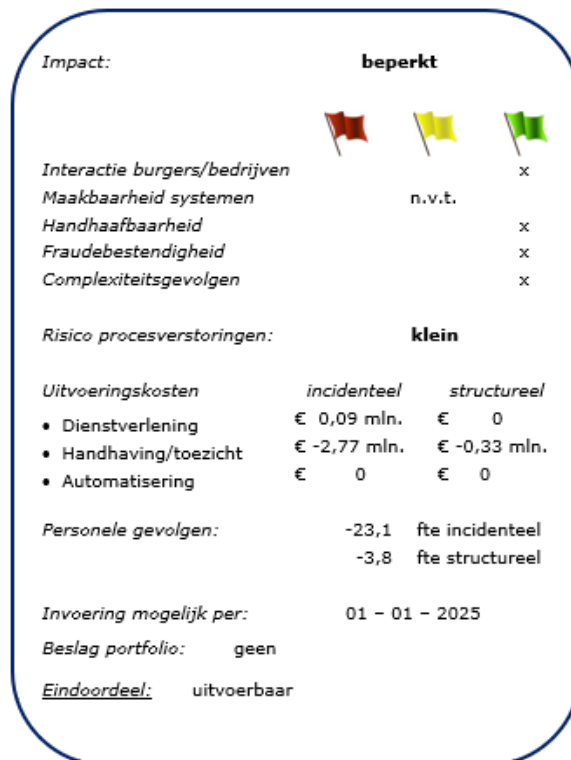 Impact: beperkt
Interactie burgers/bedrijven x
Maakbaarheid systemen n.v.t.
Handhaafbaarheid x
Fraudebestendigheid x
Complexiteitsgevolgen x
Risico procesverstoringen: klein
Uitvoeringskosten incidenteel structureel
• Dienstverlening € 0,09 mln. € 0
• Handhaving/toezicht € -2,77 mln. € -0,33 mln.
• Automatisering € 0 € 0
Personele gevolgen: -23,1 fte incidenteel
-3,8 fte structureel
Invoering mogelijk per: 01 – 01 – 2025
Beslag portfolio: geen
Eindoordeel: uitvoerbaar